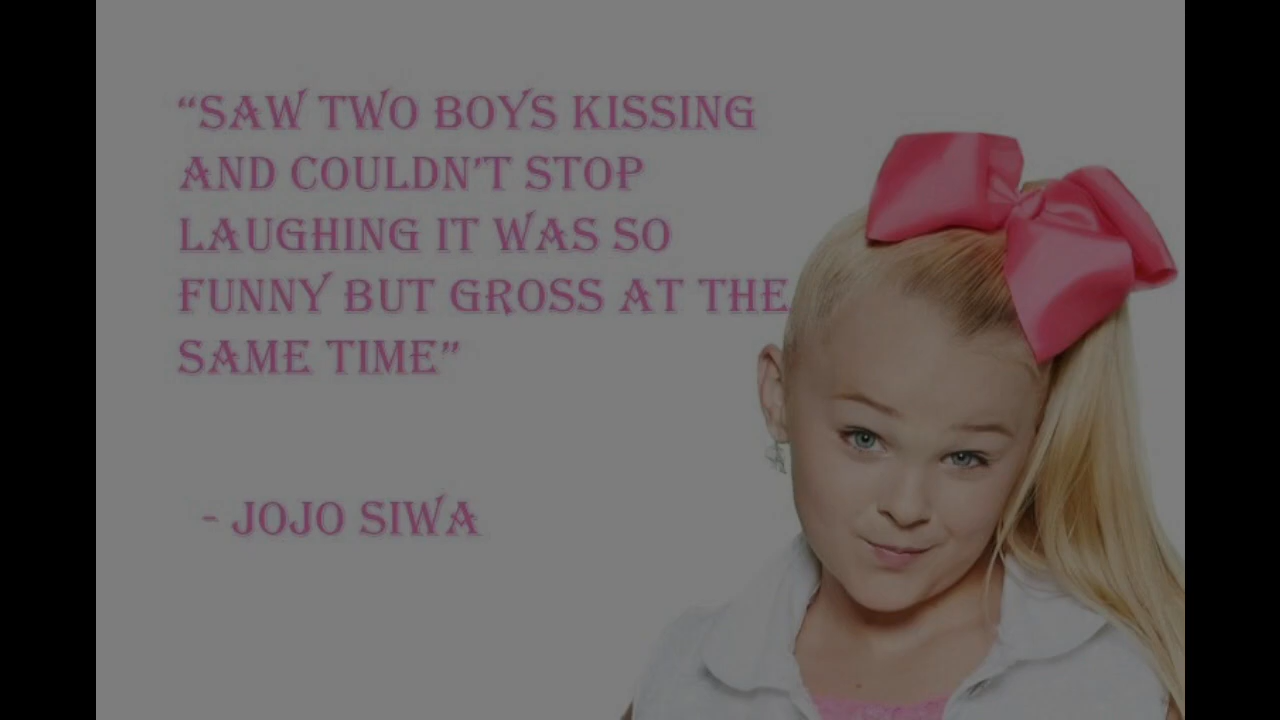 “SAW TWO BOYS KISSING
AND COULDN’T STOP
LAUGHING IT WAS SO
FUNNY BUT GROSS AT THE
SAME TIME”
- JOJO SIWA